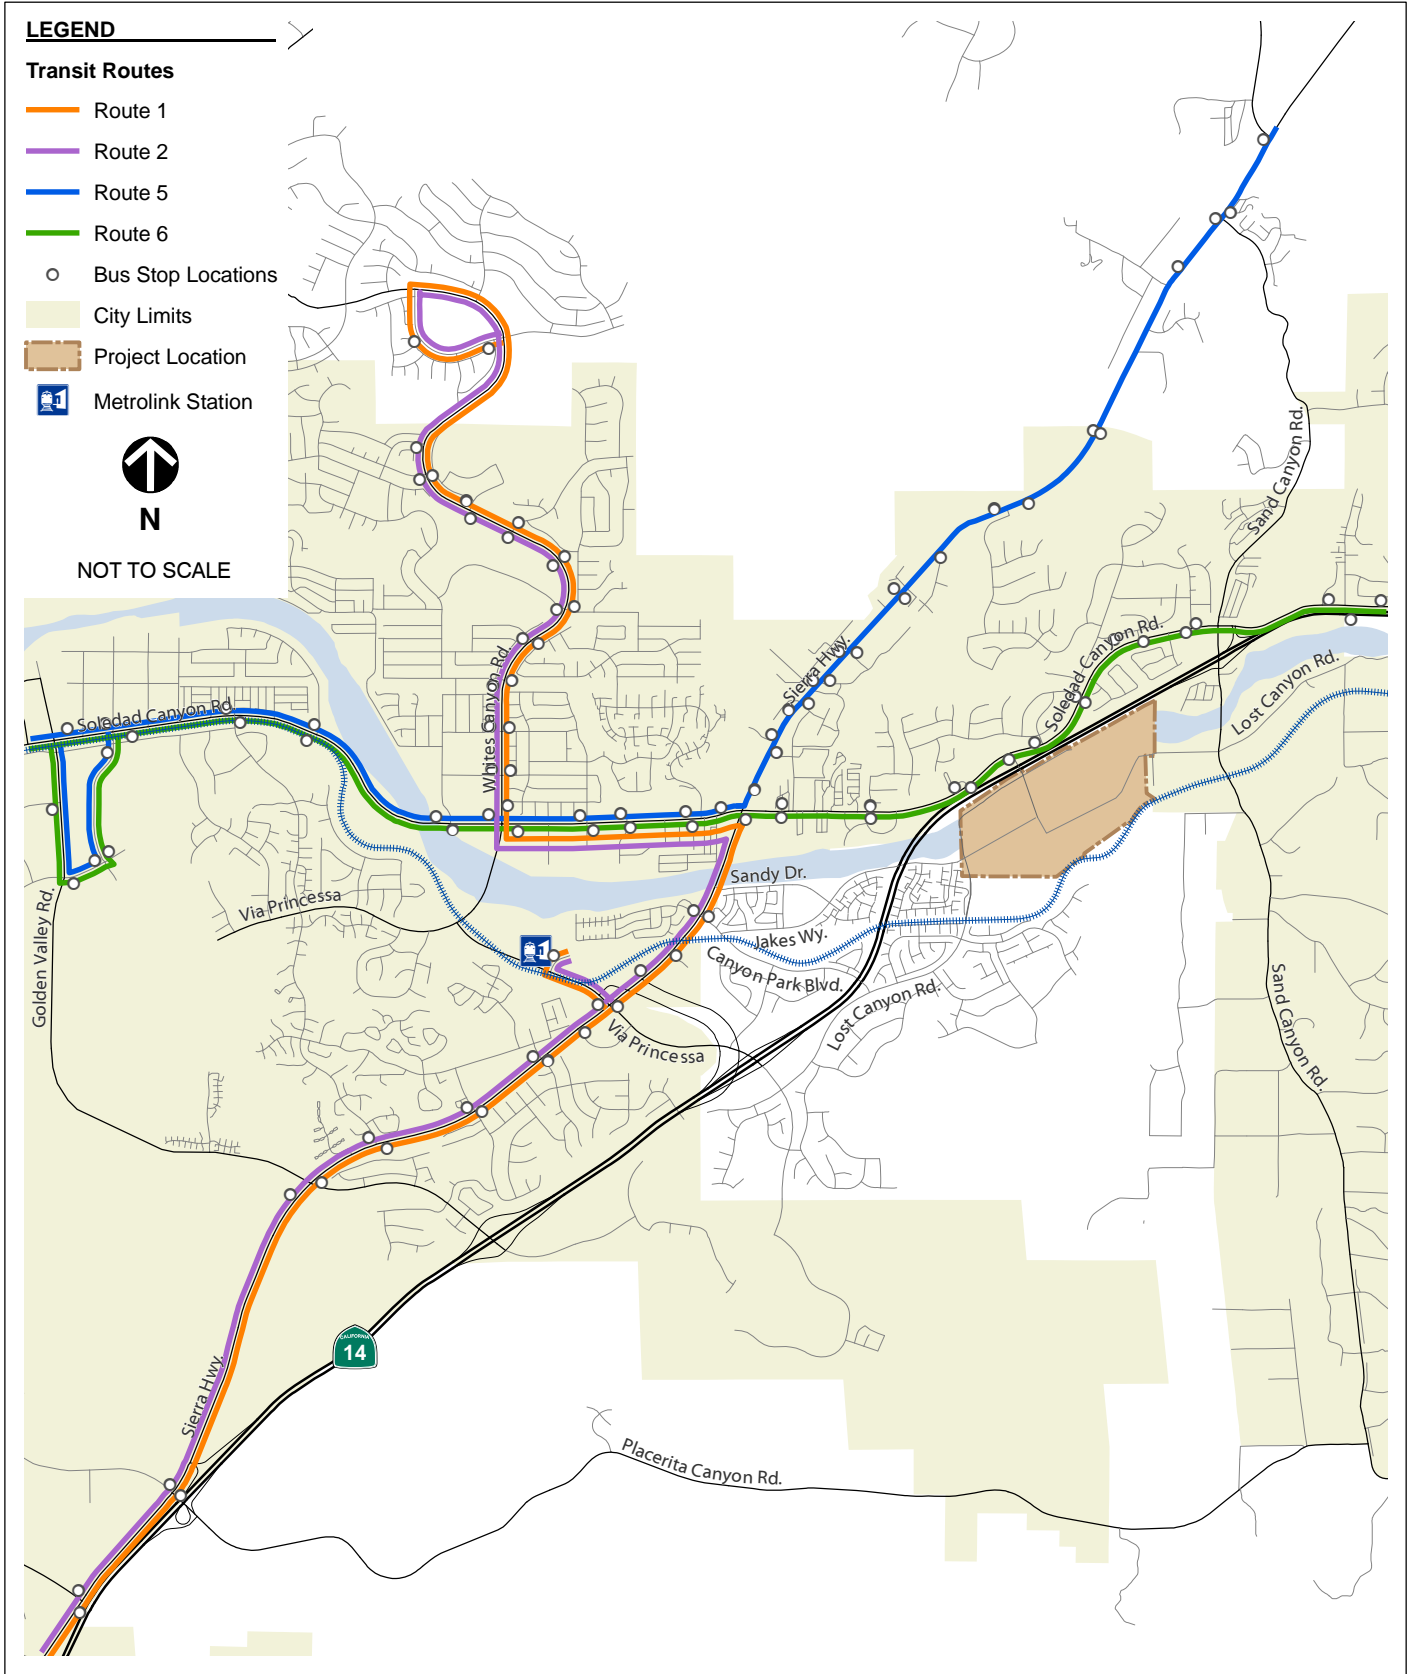 LEGEND
Transit Routes
Route 1
Route 2
Route 5
Route 6
Bus Stop Locations
City Limits
Project Location
Metrolink Station
N
NOT TO SCALE
Sand Canyon Rd.
Soledad Canyon Rd.
Sierra Hwy.
Lost Canyon Rd.
Whites Canyon Rd.
Soledad Canyon Rd.
Sandy Dr.
Via Princessa
Golden Valley Rd.
Jakes Wy.
Canyon Park Blvd.
Lost Canyon Rd.
Via Princessa
Sand Canyon Rd.
CALIFORNIA
14
Sierra Hwy.
Placerita Canyon Rd.